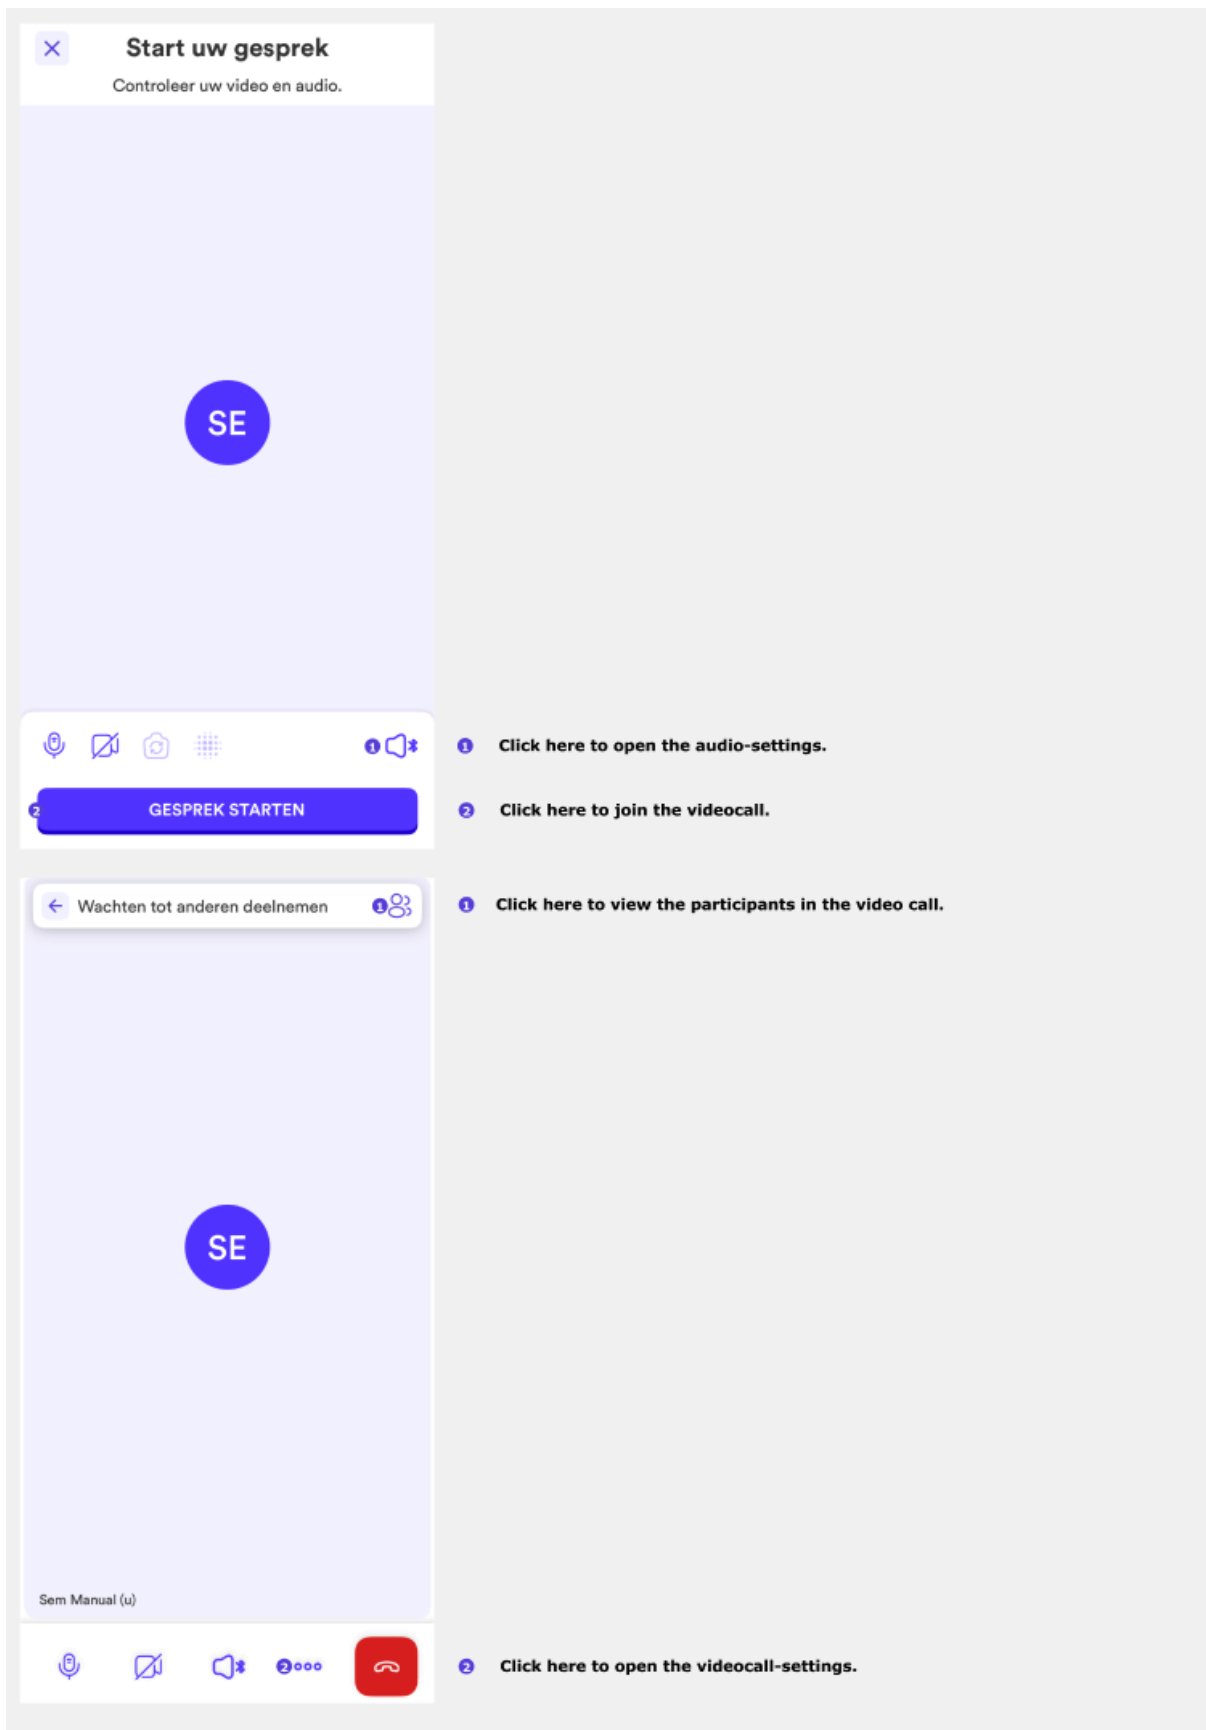 Start uw gesprek
Controleer uw video en audio.
SE
1
1 Click here to open the audio-settings.
2 GESPREK STARTEN
2 Click here to join the videocall.
Wachten tot anderen deelnemen 1
1 Click here to view the participants in the video call.
SE
Sem Manual (u)
2
2 Click here to open the videocall-settings.